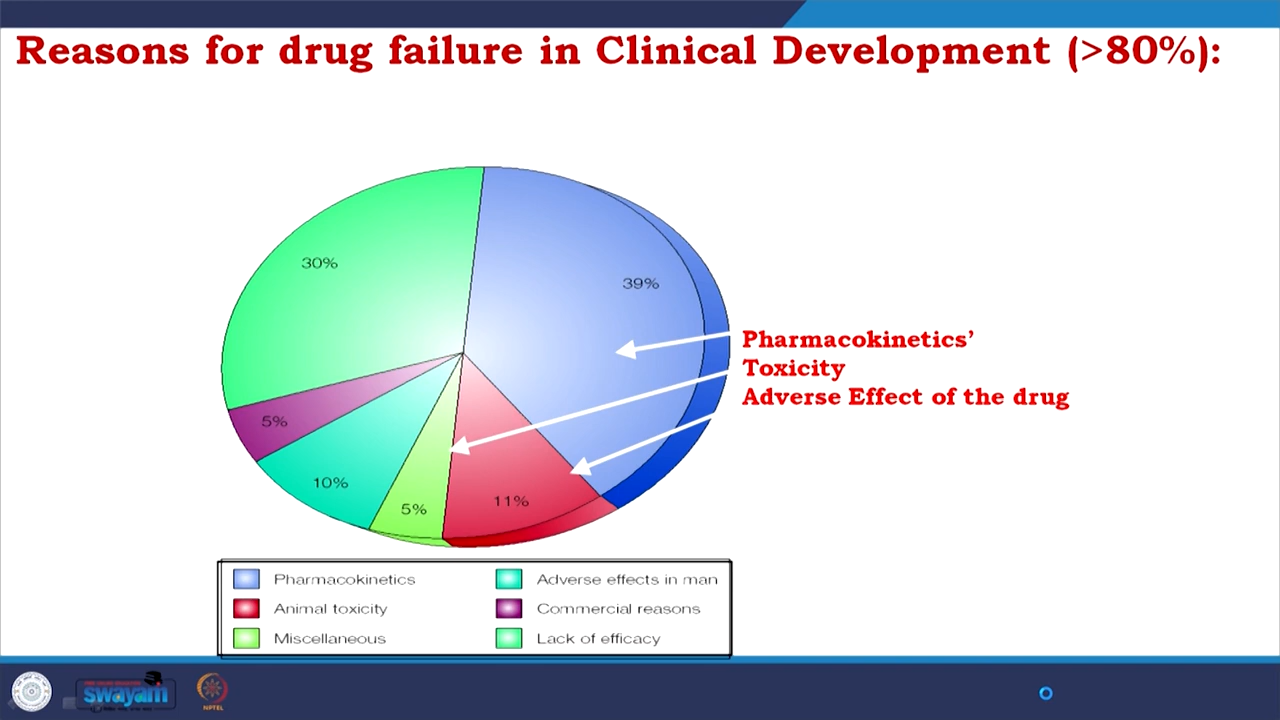 Reasons for drug failure in Clinical Development (>80%):
30%
39%
Pharmacokinetics’
Toxicity
Adverse Effect of the drug
5%
10%
5%
11%
Pharmacokinetics
Adverse effects in man
Animal toxicity
Commercial reasons
Miscellaneous
Lack of efficacy
swayam
NPTEL